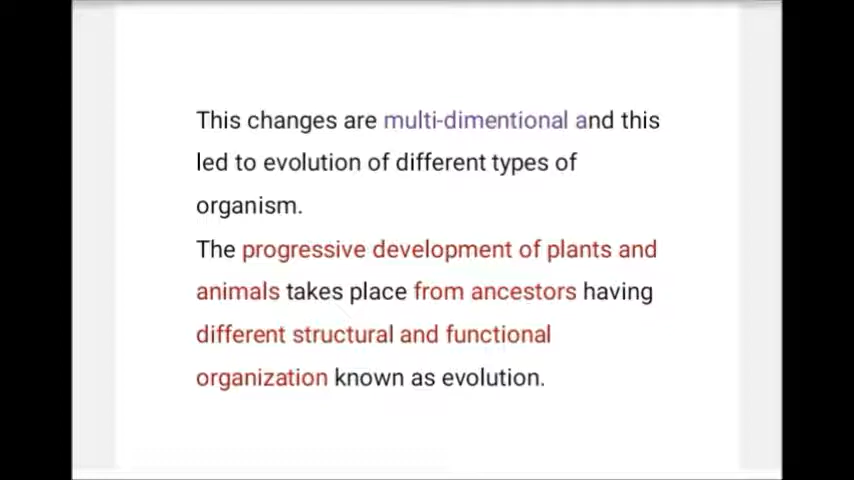 This changes are multi-dimentional and this
led to evolution of different types of
organism.
The progressive development of plants and
animals takes place from ancestors having
different structural and functional
organization known as evolution.